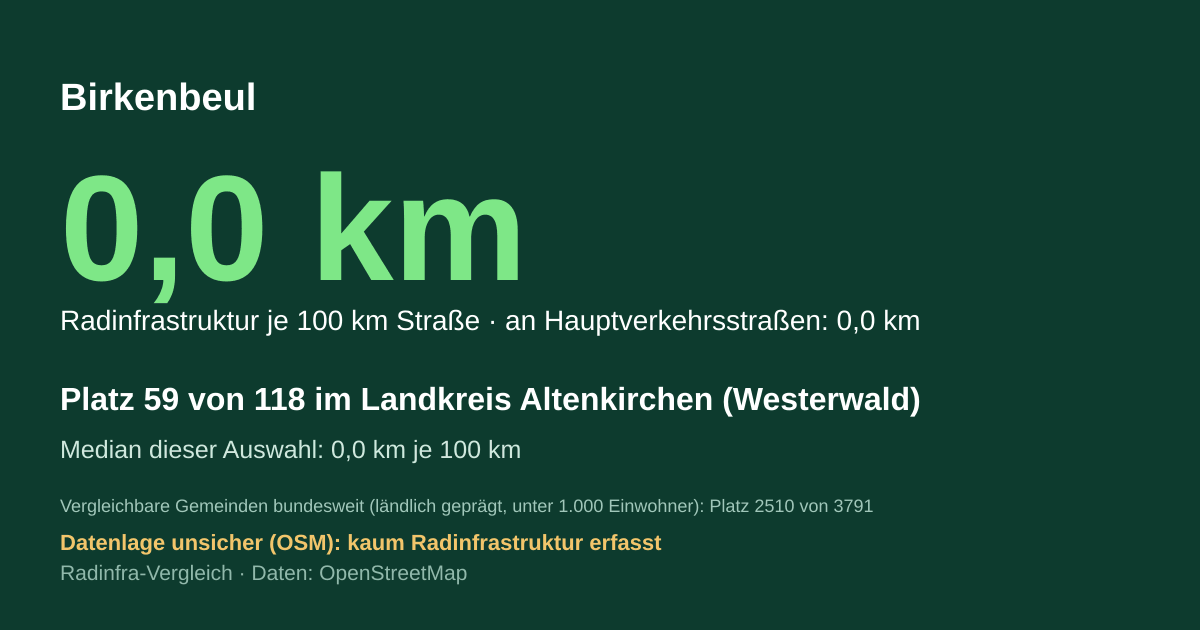 Birkenbeul
0,0 km
Radinfrastruktur je 100 km Straße · an Hauptverkehrsstraßen: 0,0 km
Platz 59 von 118 im Landkreis Altenkirchen (Westerwald)
Median dieser Auswahl: 0,0 km je 100 km
Vergleichbare Gemeinden bundesweit (ländlich geprägt, unter 1.000 Einwohner): Platz 2510 von 3791
Datenlage unsicher (OSM): kaum Radinfrastruktur erfasst
Radinfra-Vergleich · Daten: OpenStreetMap